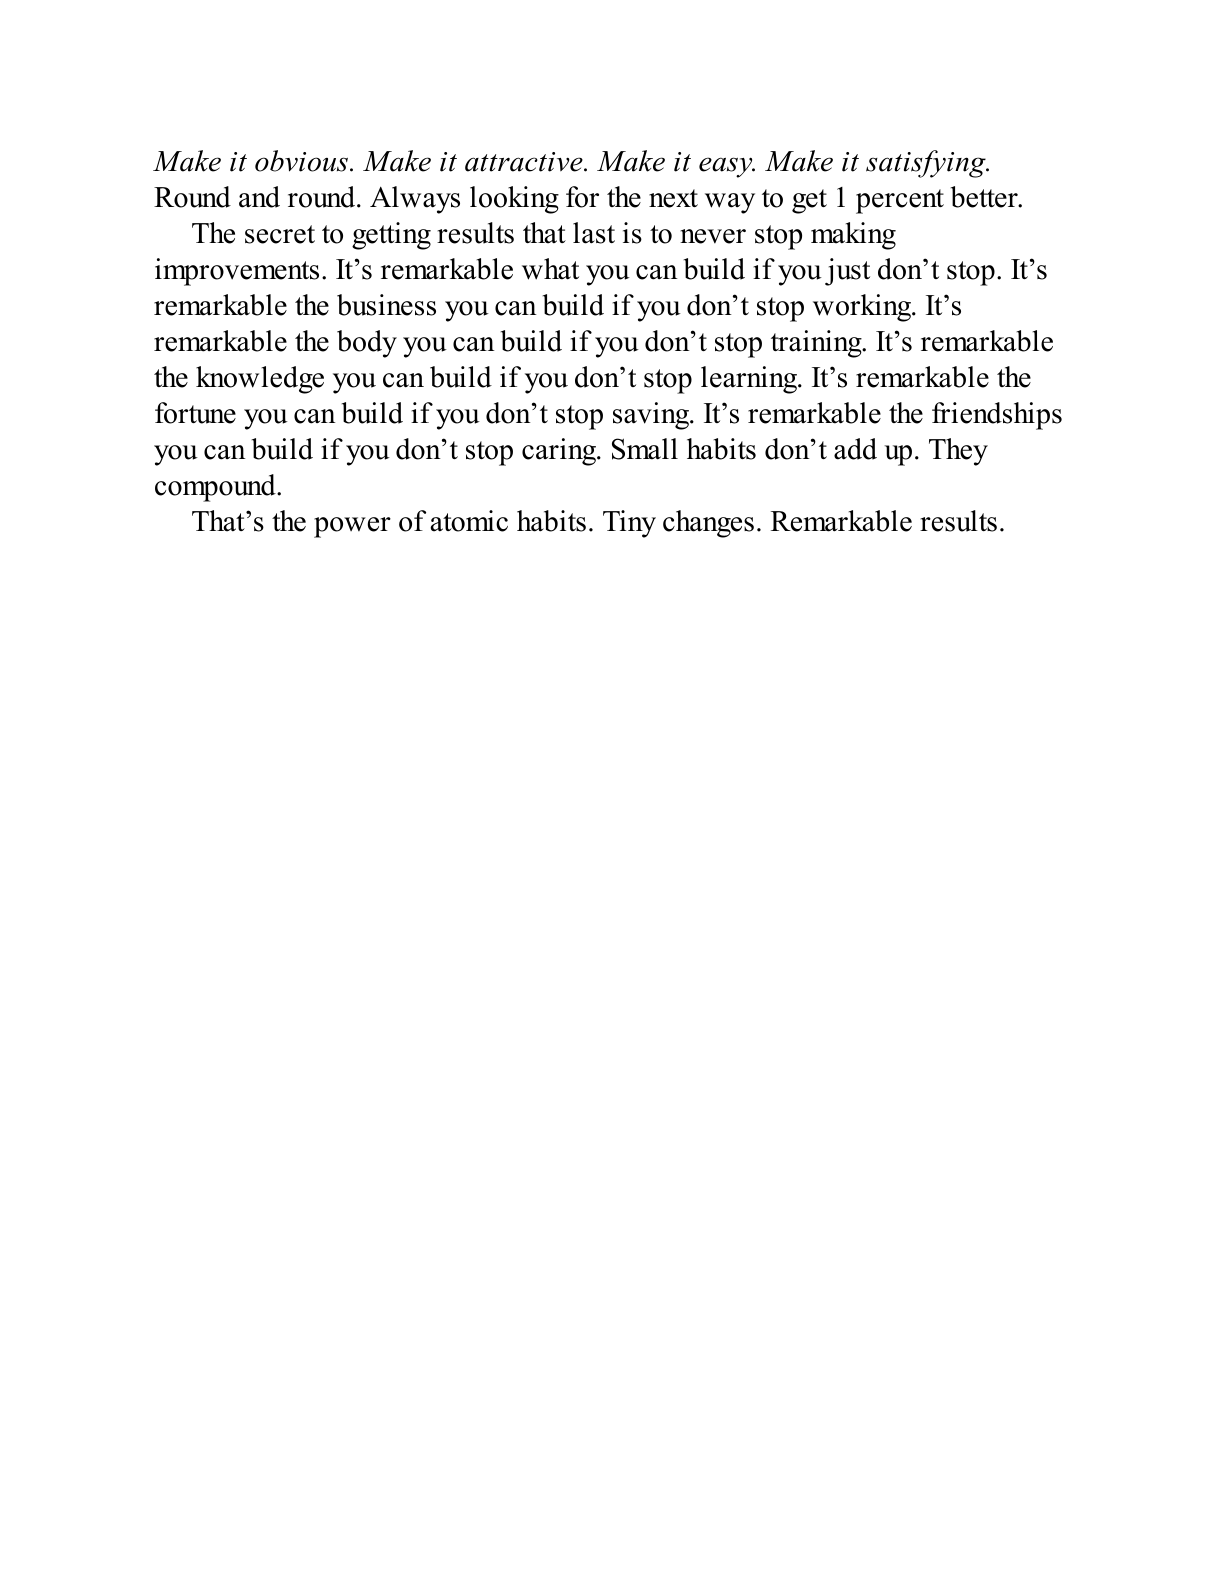 Make it obvious. Make it attractive. Make it easy. Make it satisfying.
Round and round. Always looking for the next way to get 1 percent better.
The secret to getting results that last is to never stop making
improvements. It’s remarkable what you can build if you just don’t stop. It’s
remarkable the business you can build if you don’t stop working. It’s
remarkable the body you can build if you don’t stop training. It’s remarkable
the knowledge you can build if you don’t stop learning. It’s remarkable the
fortune you can build if you don’t stop saving. It’s remarkable the friendships
you can build if you don’t stop caring. Small habits don’t add up. They
compound.
That’s the power of atomic habits. Tiny changes. Remarkable results.